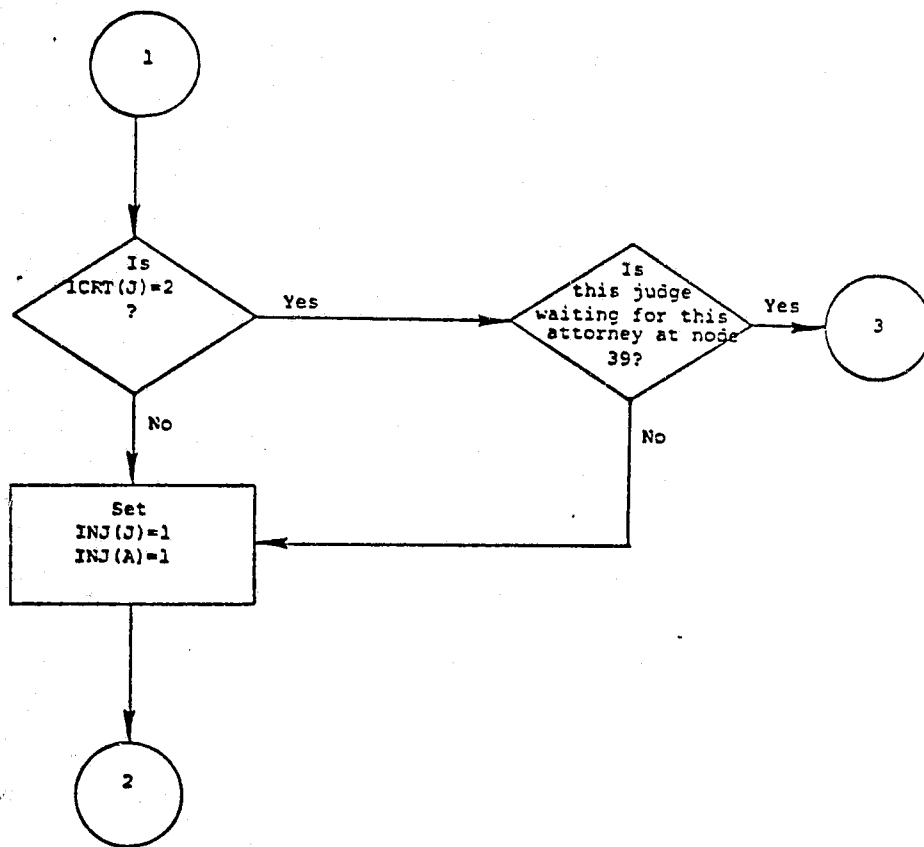 1
Is
ICRT(J)=2
?
Yes
Is
this judge
waiting for this
attorney at node
39?
Yes
3
No
No
Set
INJ(J)=1
INJ(A)=1
2